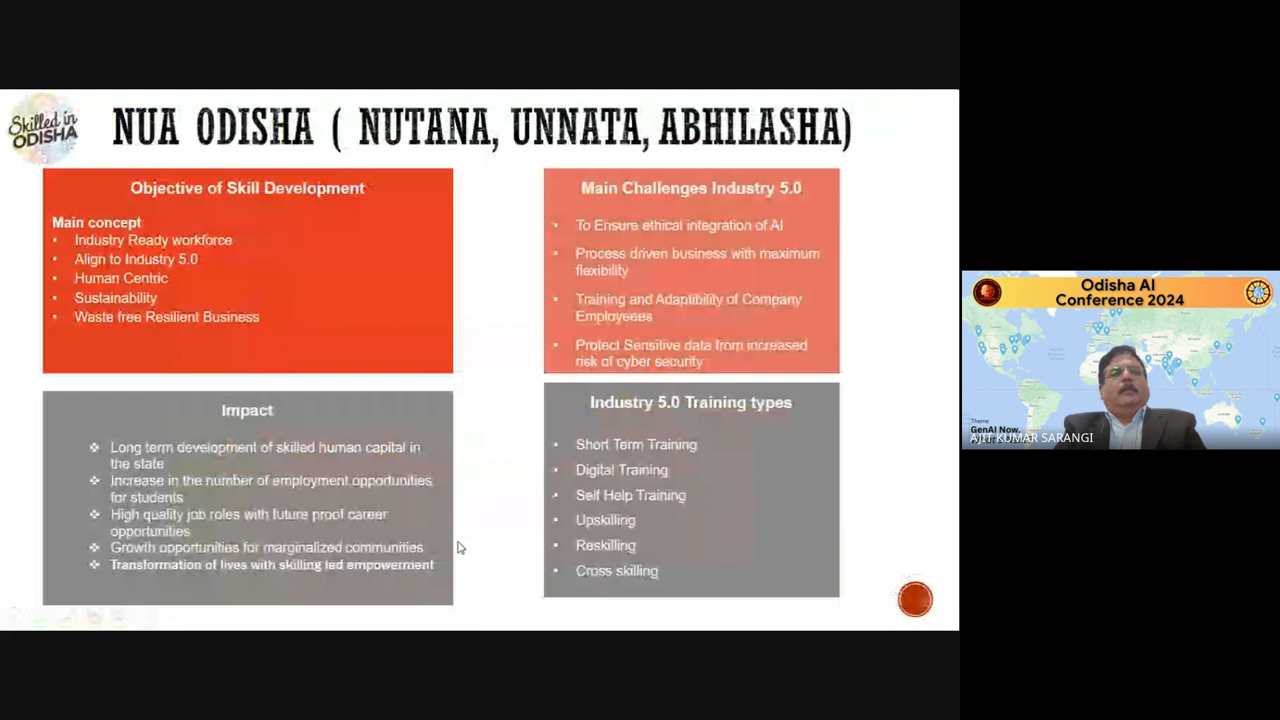 Skilled in
ODISHA
NUA ODISHA ( NUTANA, UNNATA, ABHILASHA)
Objective of Skill Development
Main concept
• Industry Ready workforce
• Align to Industry 5.0
• Human Centric
• Sustainability
• Waste free Resilient Business
Main Challenges Industry 5.0
• To Ensure ethical integration of AI
• Process driven business with maximum
flexibility
• Training and Adaptibility of Company
Employeees
• Protect Sensitive data from increased
risk of cyber security
Impact
❖ Long term development of skilled human capital in
the state
❖ Increase in the number of employment opportunities
for students
❖ High quality job roles with future proof career
opportunities
❖ Growth opportunities for marginalized communities
❖ Transformation of lives with skilling led empowerment
Industry 5.0 Training types
• Short Term Training
• Digital Training
• Self Help Training
• Upskilling
• Reskilling
• Cross skilling
Odisha AI
Conference 2024
Theme
GenAI Now.
AJIT KUMAR SARANGI